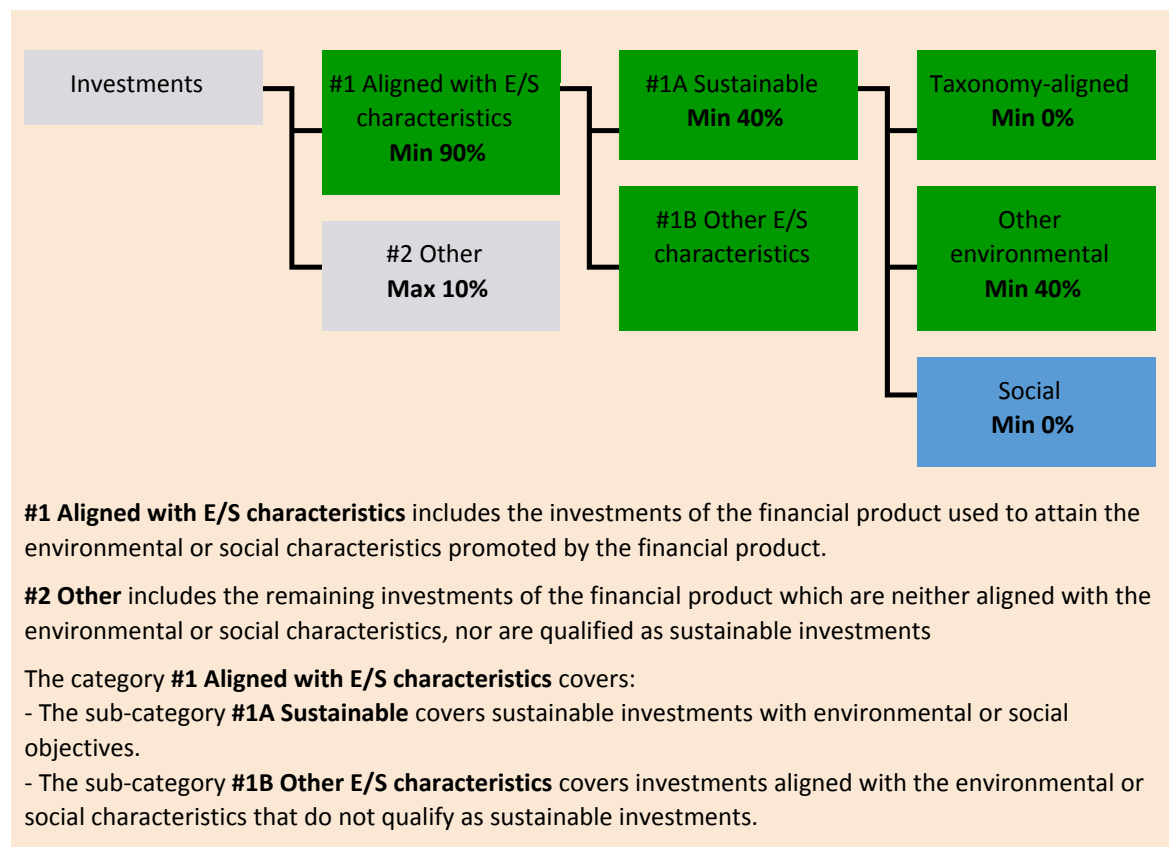 Investments
#1 Aligned with E/S
characteristics
Min 90%
#2 Other
Max 10%
#1A Sustainable
Min 40%
#1B Other E/S
characteristics
Taxonomy-aligned
Min 0%
Other
environmental
Min 40%
Social
Min 0%
#1 Aligned with E/S characteristics includes the investments of the financial product used to attain the
environmental or social characteristics promoted by the financial product.
#2 Other includes the remaining investments of the financial product which are neither aligned with the
environmental or social characteristics, nor are qualified as sustainable investments
The category #1 Aligned with E/S characteristics covers:
- The sub-category #1A Sustainable covers sustainable investments with environmental or social
objectives.
- The sub-category #1B Other E/S characteristics covers investments aligned with the environmental or
social characteristics that do not qualify as sustainable investments.